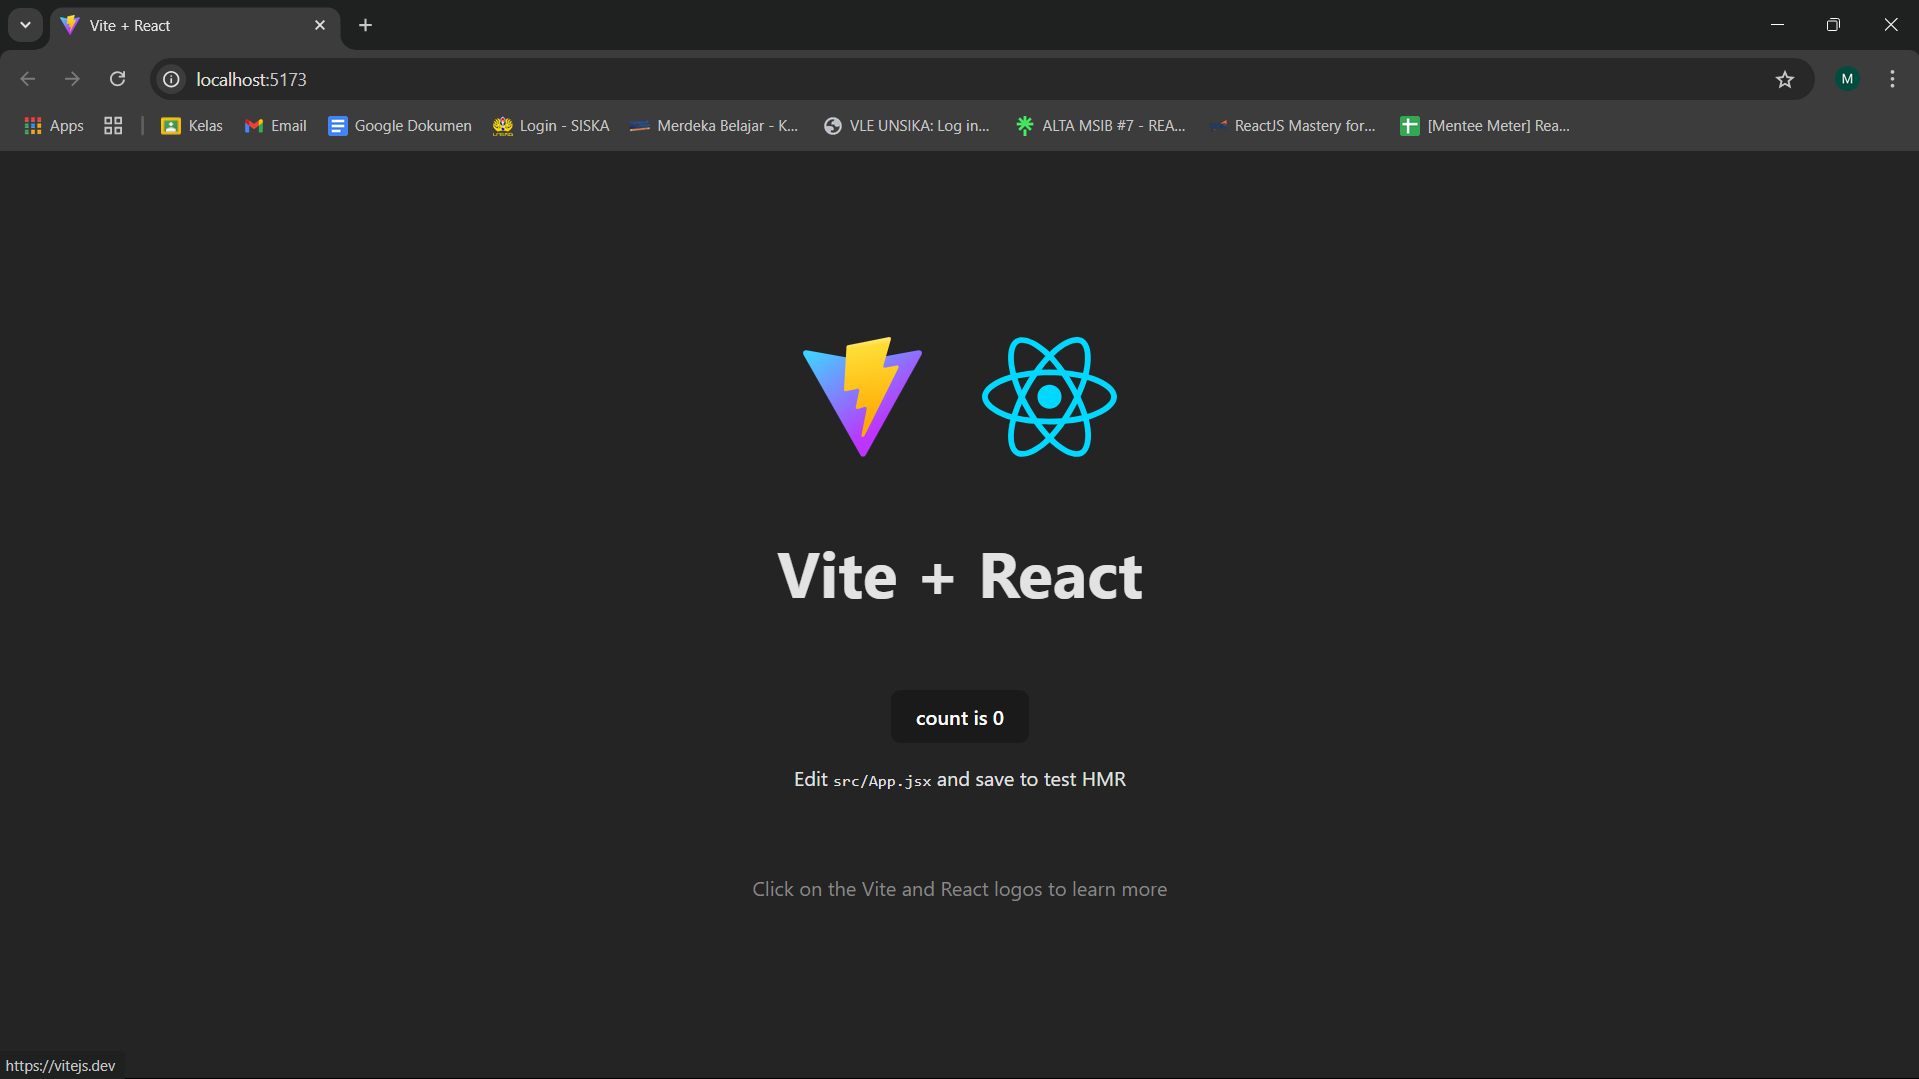 Vite + React
localhost:5173
M
Apps
Kelas
Email
Google Dokumen
Login - SISKA
Merdeka Belajar - K...
VLE UNSIKA: Log in...
ALTA MSIB #7 - REA...
ReactJS Mastery for...
[Mentee Meter] Rea...
Vite + React
count is 0
Edit src/App.jsx and save to test HMR
Click on the Vite and React logos to learn more
https://vitejs.dev